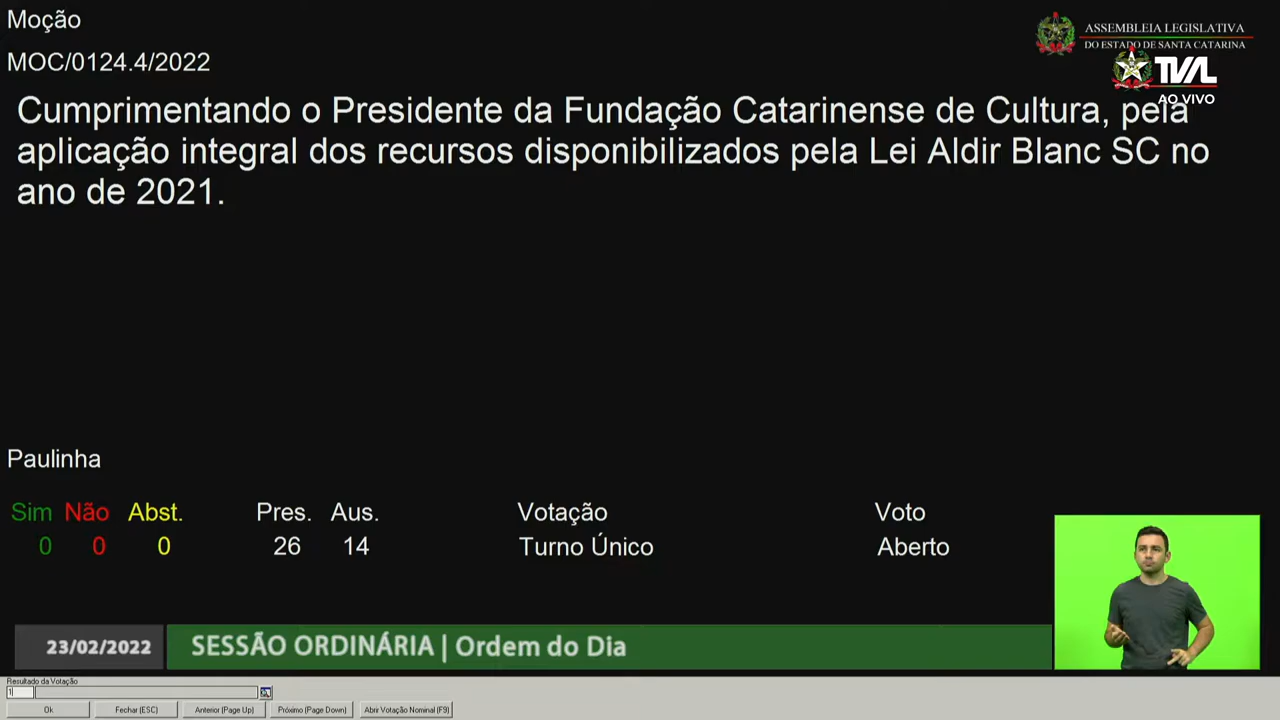 Moção
ASSEMBLEIA LEGISLATIVA
DO ESTADO DE SANTA CATARINA
MOC/0124.4/2022
TVAL
AO VIVO
Cumprimentando o Presidente da Fundação Catarinense de Cultura, pela
aplicação integral dos recursos disponibilizados pela Lei Aldir Blanc SC no
ano de 2021.
Paulinha
Sim Não Abst. Pres. Aus. Votação Voto
0 0 0 26 14 Turno Único Aberto
23/02/2022 SESSÃO ORDINÁRIA | Ordem do Dia
Resultado da Votação
1
Ok Fechar (ESC) Anterior (Page Up) Próximo (Page Down) Abrir Votação Nominal (F9)